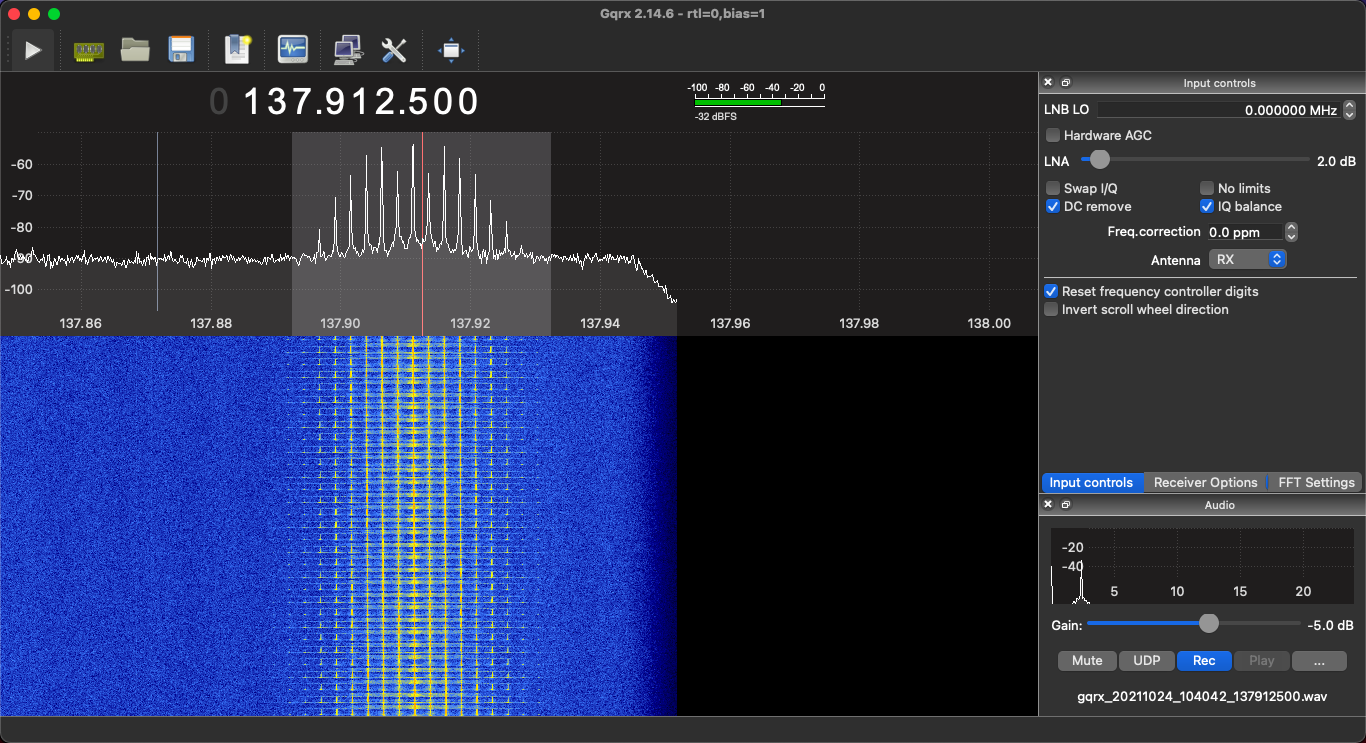 Gqrx 2.14.6 - rtl=0,bias=1
0 137.912.500
-100 -80 -60 -40 -20 0
-32 dBFS
-60
-70
-80
-90
-100
137.86 137.88 137.90 137.92 137.94 137.96 137.98 138.00
Input controls
LNB LO 0.000000 MHz
Hardware AGC
LNA 2.0 dB
Swap I/Q No limits
DC remove IQ balance
Freq.correction 0.0 ppm
Antenna RX
Reset frequency controller digits
Invert scroll wheel direction
Input controls Receiver Options FFT Settings
Audio
-20
-40
5 10 15 20
Gain: -5.0 dB
Mute UDP Rec Play ...
gqrx_20211024_104042_137912500.wav